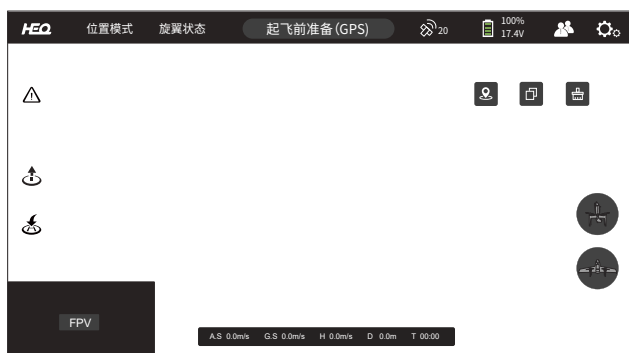 HEQ 位置模式 旋翼状态 起飞前准备(GPS) 20 100%
17.4V
FPV
A.S 0.0m/s G.S 0.0m/s H 0.0m/s D 0.0m T 00:00